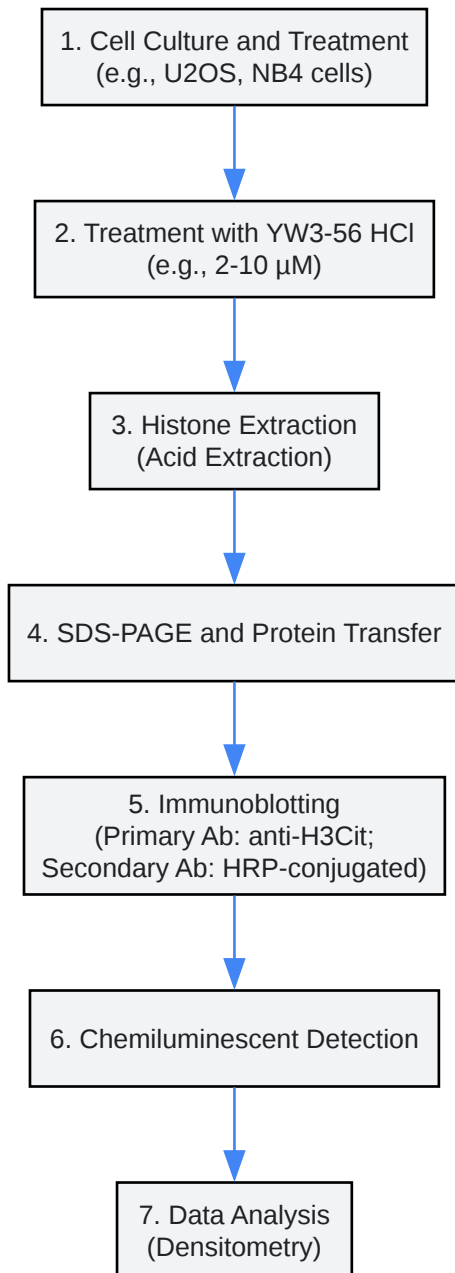 1. Cell Culture and Treatment
(e.g., U2OS, NB4 cells)
2. Treatment with YW3-56 HCl
(e.g., 2-10 µM)
3. Histone Extraction
(Acid Extraction)
4. SDS-PAGE and Protein Transfer
5. Immunoblotting
(Primary Ab: anti-H3Cit;
Secondary Ab: HRP-conjugated)
6. Chemiluminescent Detection
7. Data Analysis
(Densitometry)